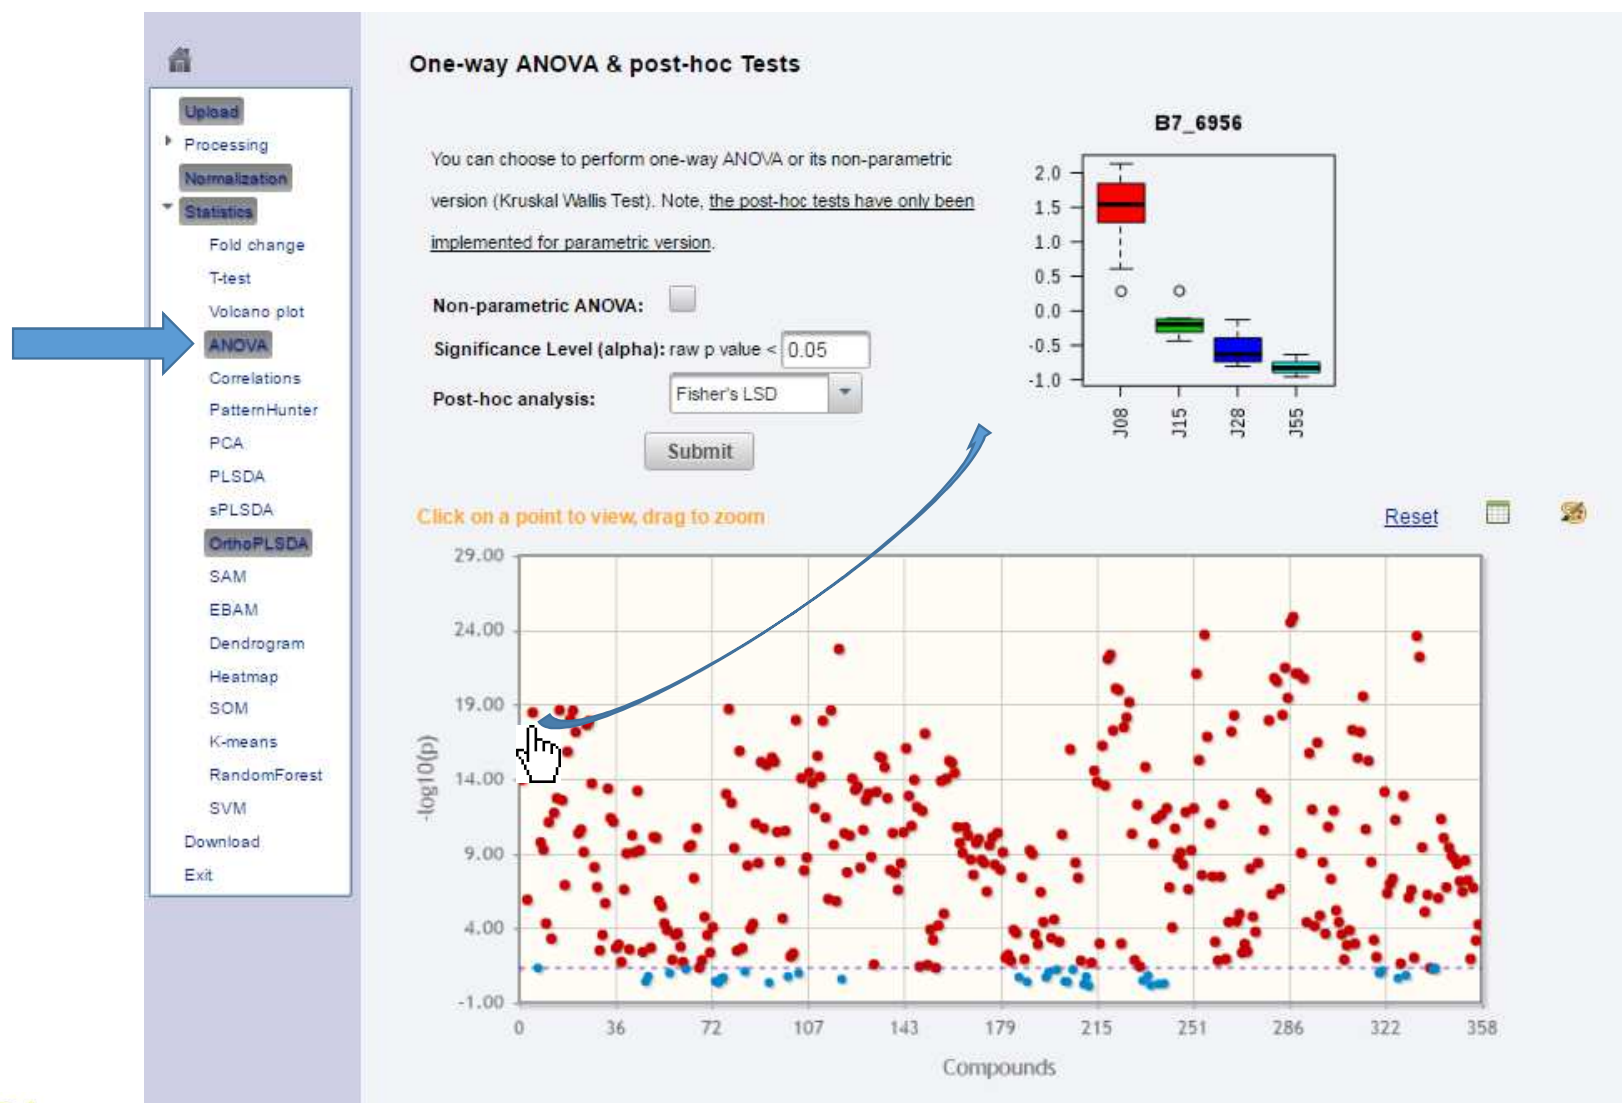 One-way ANOVA & post-hoc Tests
Upload
Processing
Normalization
Statistics
Fold change
T-test
Volcano plot
ANOVA
Correlations
PatternHunter
PCA
PLSDA
sPLSDA
OrthoPLSDA
SAM
EBAM
Dendrogram
Heatmap
SOM
K-means
RandomForest
SVM
Download
Exit
You can choose to perform one-way ANOVA or its non-parametric
version (Kruskal Wallis Test). Note, the post-hoc tests have only been
implemented for parametric version.
Non-parametric ANOVA:
Significance Level (alpha): raw p value < 0.05
Post-hoc analysis: Fisher's LSD
Submit
B7_6956
2.0
1.5
1.0
0.5
0.0
-0.5
-1.0
J08 J15 J28 J55
Click on a point to view, drag to zoom
Reset
29.00
24.00
19.00
14.00
9.00
4.00
-1.00
-log10(p)
0 36 72 107 143 179 215 251 286 322 358
Compounds